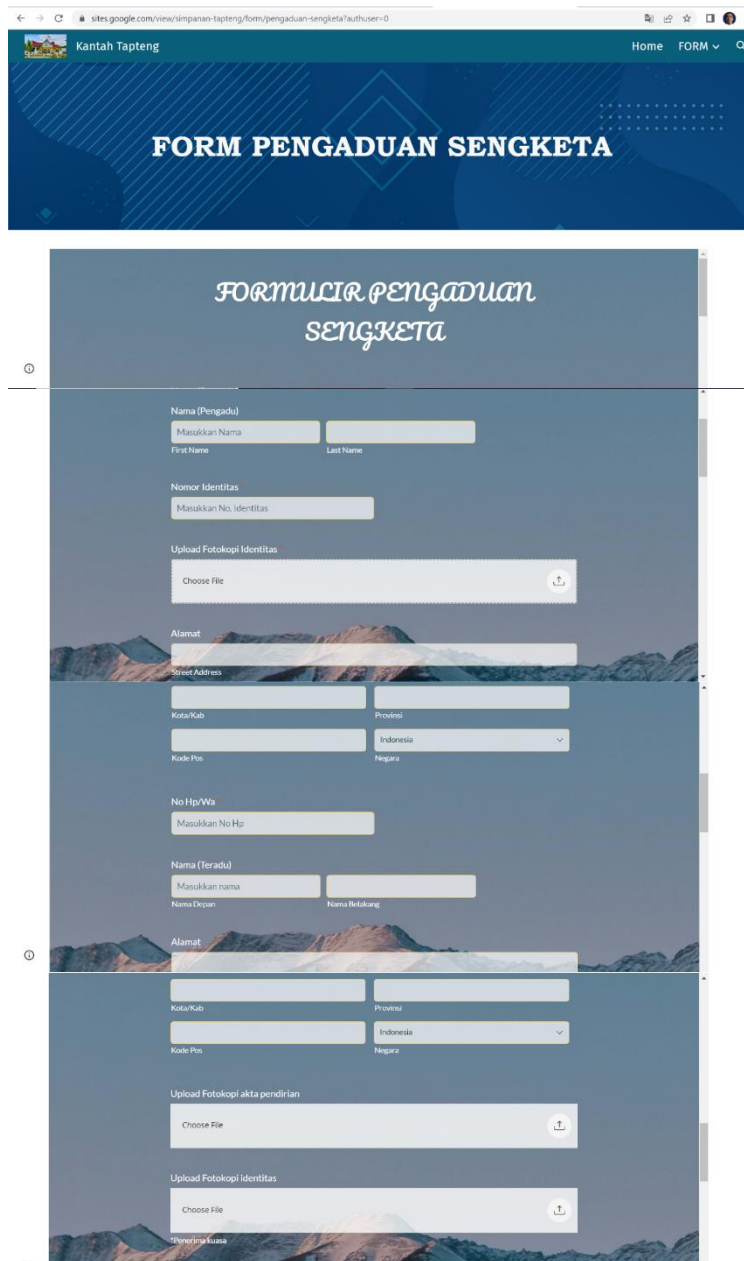 sites.google.com/view/simpanan-tapteng/form/pengaduan-sengketa?authuser=0
Kantah Tapteng
Home FORM
FORM PENGADUAN SENGKETA
FORMULIR PENGADUAN
SENGKETA
Nama (Pengadu)
Masukkan Nama
First Name Last Name
Nomor Identitas *
Masukkan No. Identitas
Upload Fotokopi Identitas *
Choose File
Alamat
Street Address
Kota/Kab Provinsi
Indonesia
Kode Pos Negara
No Hp/Wa
Masukkan No Hp
Nama (Teradu)
Masukkan nama
Nama Depan Nama Belakang
Alamat
Kota/Kab Provinsi
Indonesia
Kode Pos Negara
Upload Fotokopi akta pendirian
Choose File
Upload Fotokopi identitas
Choose File
*Penerima kuasa